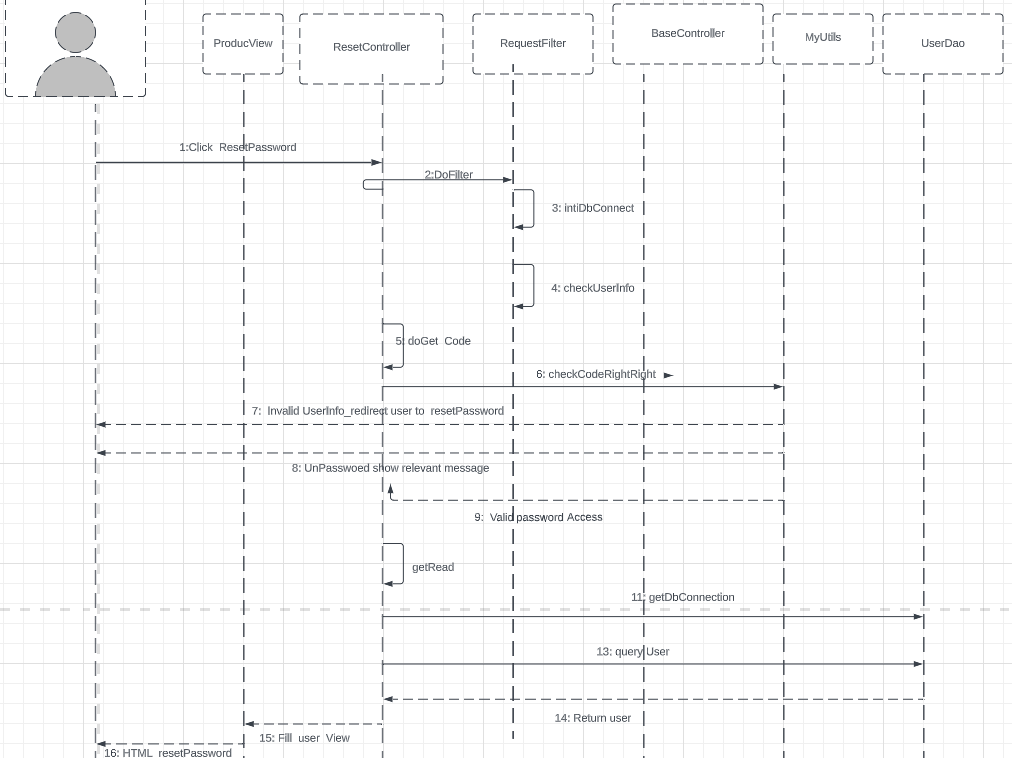 ProducView
ResetController
RequestFilter
BaseController
MyUtils
UserDao
1:Click ResetPassword
2:DoFilter
3: intiDbConnect
4: checkUserInfo
5: doGet Code
6: checkCodeRightRight
7: Invalid UserInfo_redirect user to resetPassword
8: UnPasswoed show relevant message
9: Valid password Access
getRead
11: getDbConnection
13: query User
14: Return user
15: Fill user View
16: HTML resetPassword